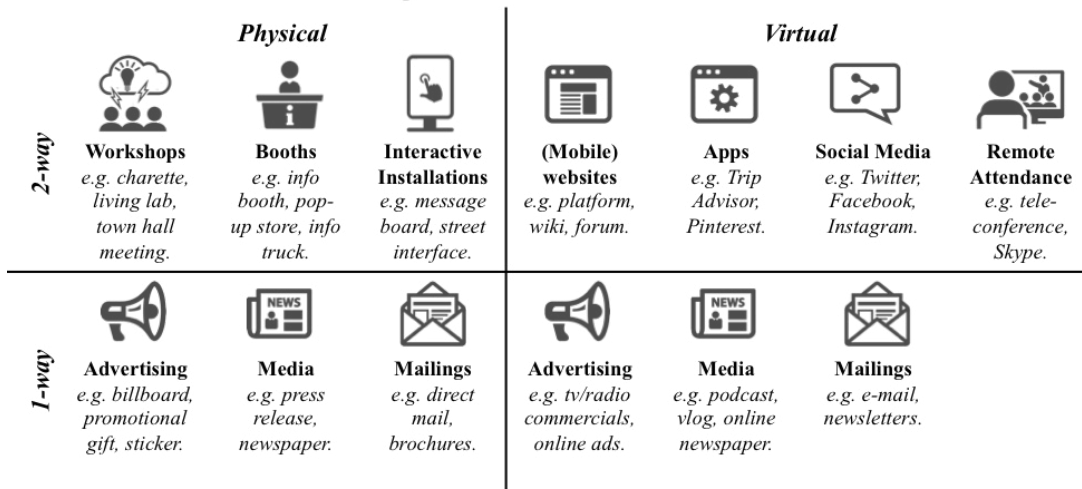 Physical
Virtual
2-way
Workshops
e.g. charette,
living lab,
town hall
meeting.
Booths
e.g. info
booth, pop-
up store, info
truck.
Interactive
Installations
e.g. message
board, street
interface.
(Mobile)
websites
e.g. platform,
wiki, forum.
Apps
e.g. Trip
Advisor,
Pinterest.
Social Media
e.g. Twitter,
Facebook,
Instagram.
Remote
Attendance
e.g. tele-
conference,
Skype.
1-way
Advertising
e.g. billboard,
promotional
gift, sticker.
NEWS
Media
e.g. press
release,
newspaper.
Mailings
e.g. direct
mail,
brochures.
Advertising
e.g. tv/radio
commercials,
online ads.
NEWS
Media
e.g. podcast,
vlog, online
newspaper.
Mailings
e.g. e-mail,
newsletters.